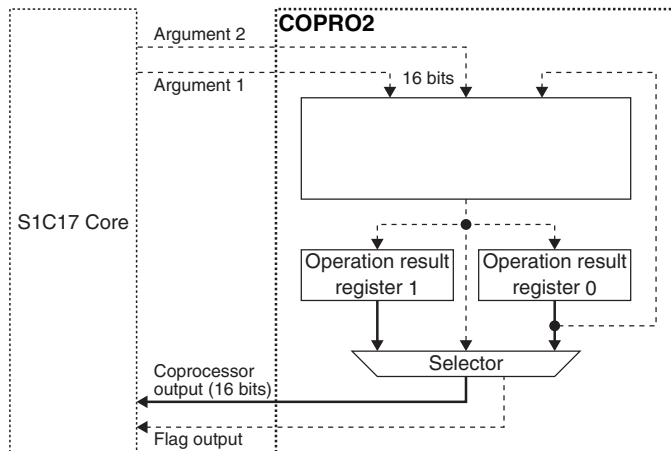 COPRO2
Argument 2
Argument 1
16 bits
S1C17 Core
Operation result
register 1
Operation result
register 0
Selector
Coprocessor
output (16 bits)
Flag output